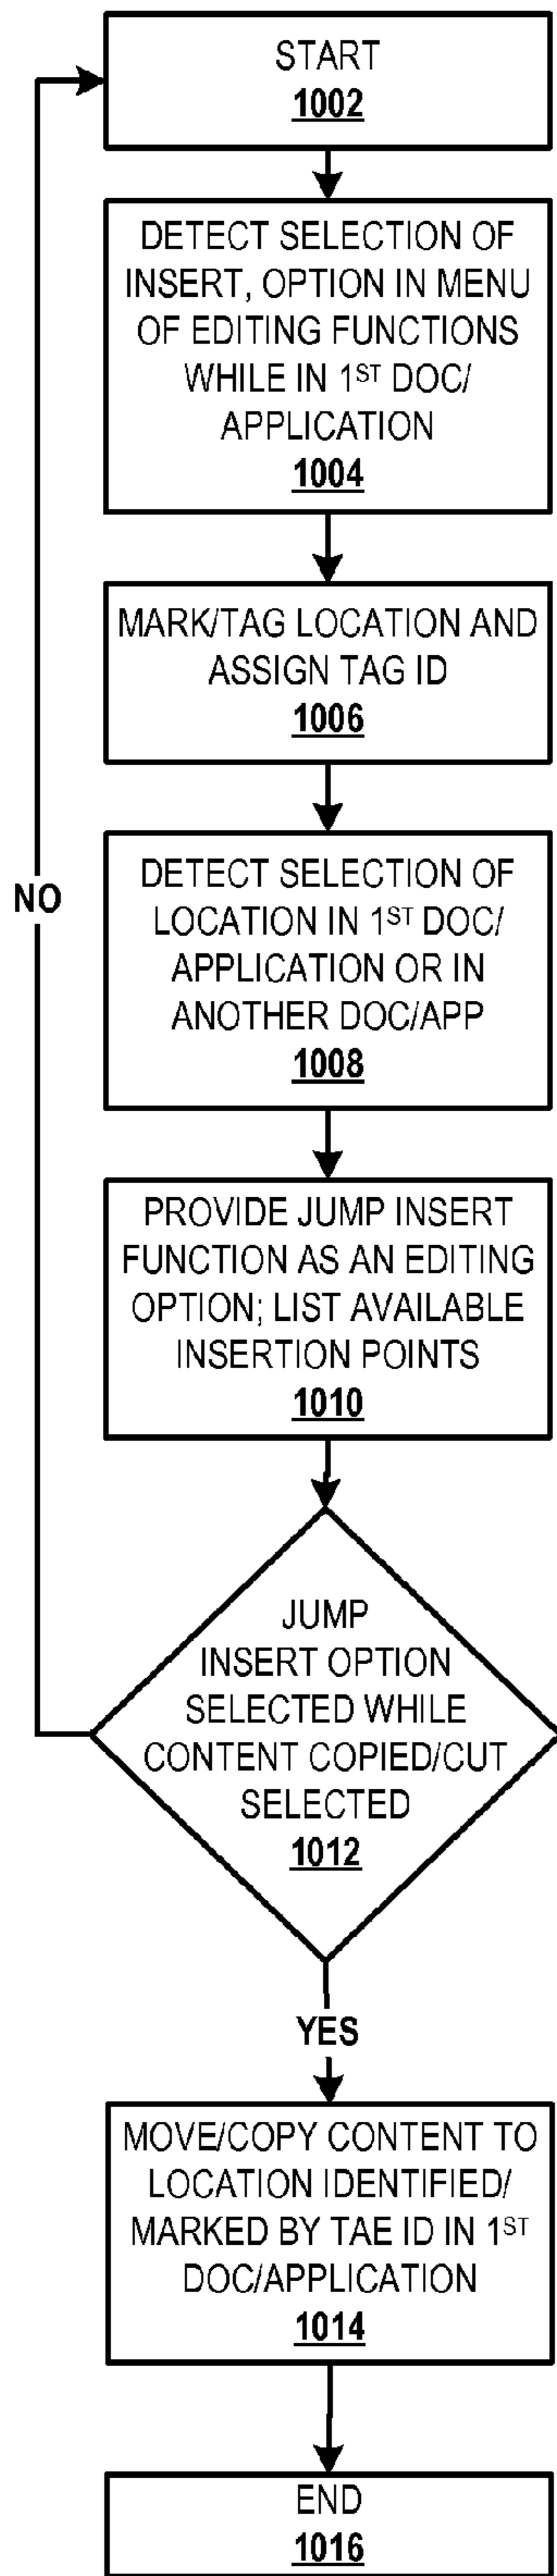 START
1002
DETECT SELECTION OF
INSERT, OPTION IN MENU
OF EDITING FUNCTIONS
WHILE IN 1ST DOC/
APPLICATION
1004
MARK/TAG LOCATION AND
ASSIGN TAG ID
1006
DETECT SELECTION OF
LOCATION IN 1ST DOC/
APPLICATION OR IN
ANOTHER DOC/APP
1008
NO
PROVIDE JUMP INSERT
FUNCTION AS AN EDITING
OPTION; LIST AVAILABLE
INSERTION POINTS
1010
JUMP
INSERT OPTION
SELECTED WHILE
CONTENT COPIED/CUT
SELECTED
1012
YES
MOVE/COPY CONTENT TO
LOCATION IDENTIFIED/
MARKED BY TAE ID IN 1ST
DOC/APPLICATION
1014
END
1016